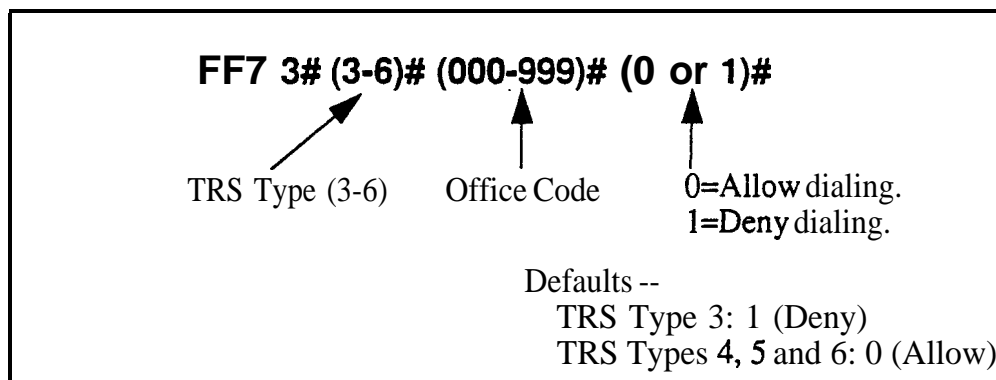 FF7 3# (3-6)# (000-999)# (0 or 1)#
TRS Type (3-6) Office Code 0=Allow dialing.
1=Deny dialing.
Defaults --
TRS Type 3: 1 (Deny)
TRS Types 4, 5 and 6: 0 (Allow)